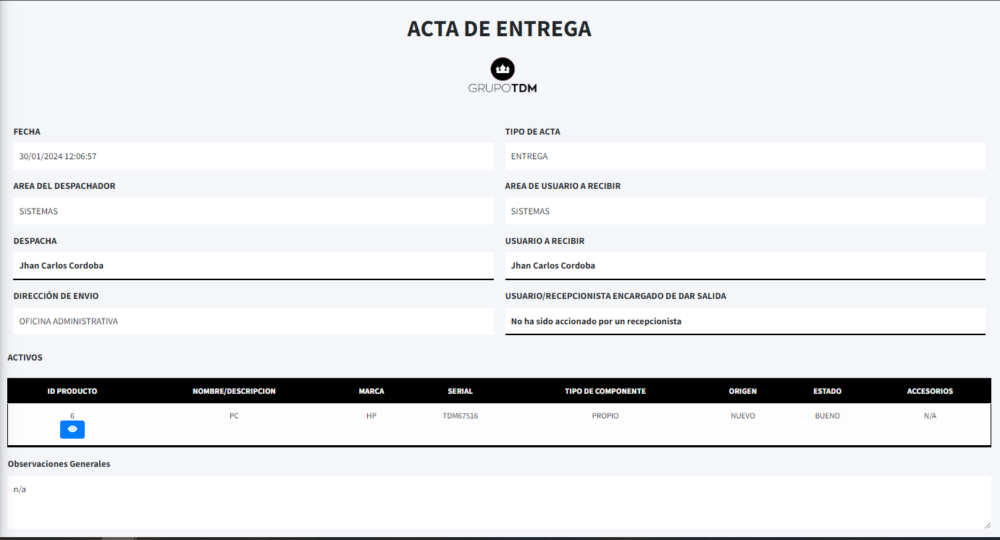 ACTA DE ENTREGA
GRUPOTDM
FECHA
30/01/2024 12:06:57
TIPO DE ACTA
ENTREGA
AREA DEL DESPACHADOR
SISTEMAS
AREA DE USUARIO A RECIBIR
SISTEMAS
DESPACHA
Jhan Carlos Cordoba
USUARIO A RECIBIR
Jhan Carlos Cordoba
DIRECCIÓN DE ENVIO
OFICINA ADMINISTRATIVA
USUARIO/RECEPCIONISTA ENCARGADO DE DAR SALIDA
No ha sido accionado por un recepcionista
ACTIVOS
ID PRODUCTO NOMBRE/DESCRIPCION MARCA SERIAL TIPO DE COMPONENTE ORIGEN ESTADO ACCESORIOS
6 PC HP TDM67516 PROPIO NUEVO BUENO N/A
Observaciones Generales
n/a